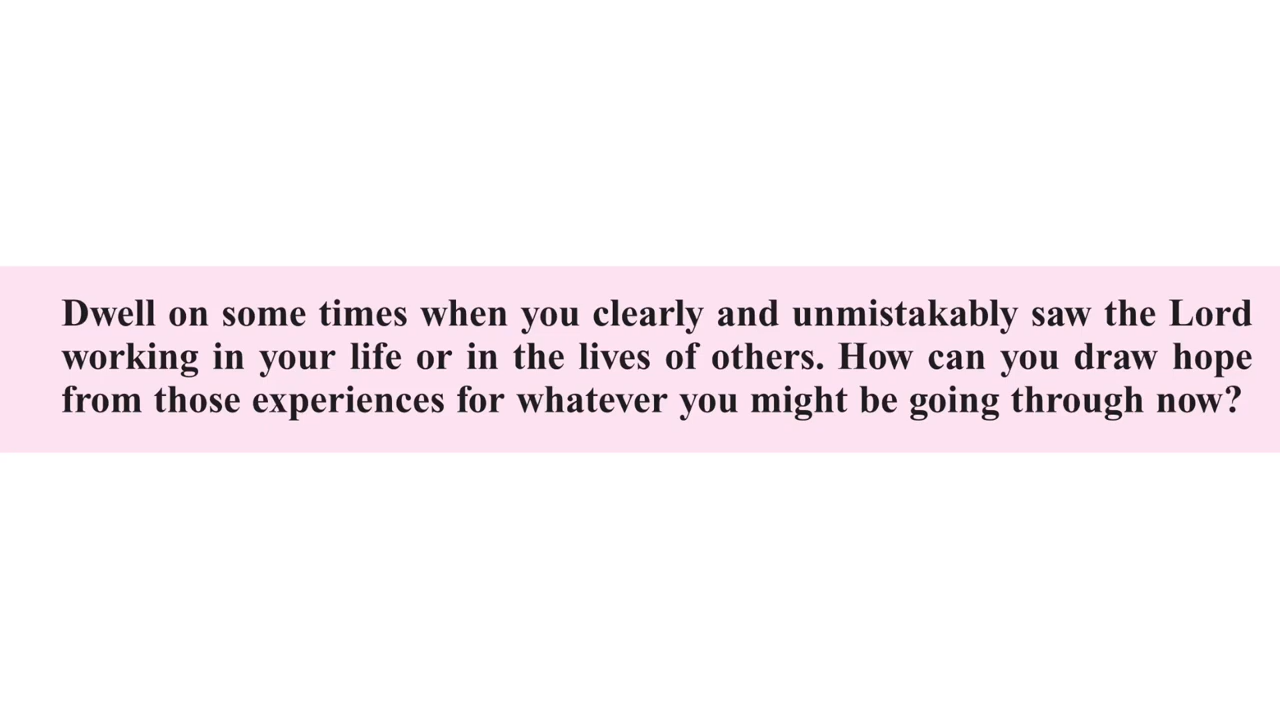 Dwell on some times when you clearly and unmistakably saw the Lord
working in your life or in the lives of others. How can you draw hope
from those experiences for whatever you might be going through now?